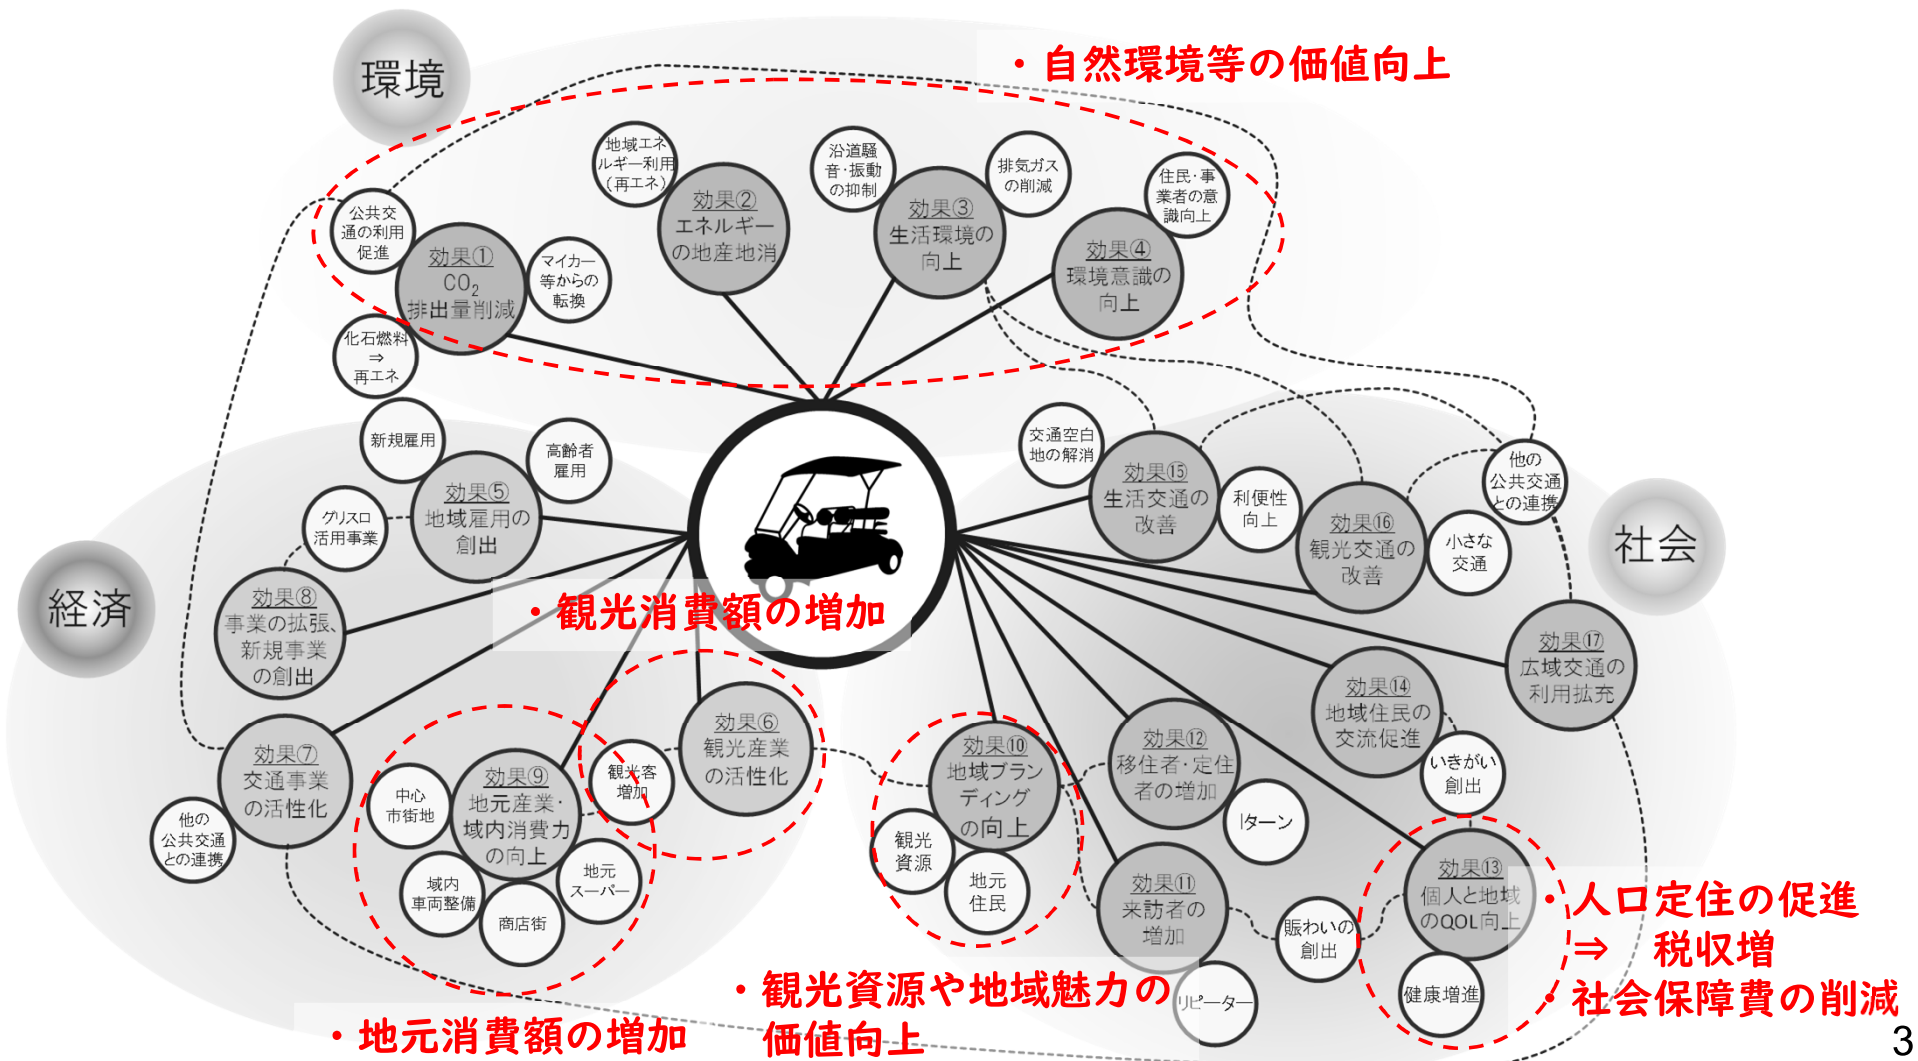 環境
・自然環境等の価値向上
地域エネ
ルギー利用
（再エネ）
効果②
エネルギー
の地産地消
沿道騒
音・振動
の抑制
効果③
生活環境の
向上
排気ガス
の削減
住民・事
業者の意
識向上
効果④
環境意識の
向上
公共交
通の利用
促進
効果①
CO₂
排出量削減
マイカー
等からの
転換
化石燃料
⇒
再エネ
新規雇用
高齢者
雇用
効果⑤
地域雇用の
創出
グリスロ
活用事業
経済
効果⑧
事業の拡張、
新規事業
の創出
・観光消費額の増加
効果⑥
観光産業
の活性化
効果⑦
交通事業
の活性化
他の
公共交通
との連携
中心
市街地
効果⑨
地元産業・
域内消費力
の向上
観光客
増加
域内
車両整備
商店街
地元
スーパー
・地元消費額の増加
交通空白
地の解消
効果⑮
生活交通の
改善
利便性
向上
効果⑯
観光交通の
改善
他の
公共交通
との連携
小さな
交通
社会
効果⑰
広域交通の
利用拡充
効果⑭
地域住民の
交流促進
いきがい
創出
効果⑩
地域ブラン
ディング
の向上
観光
資源
地元
住民
効果⑫
移住者・定住
者の増加
Iターン
効果⑪
来訪者の
増加
リピーター
賑わいの
創出
効果⑬
個人と地域
のQOL向上
健康増進
・観光資源や地域魅力の
価値向上
・人口定住の促進
⇒ 税収増
・社会保障費の削減
3